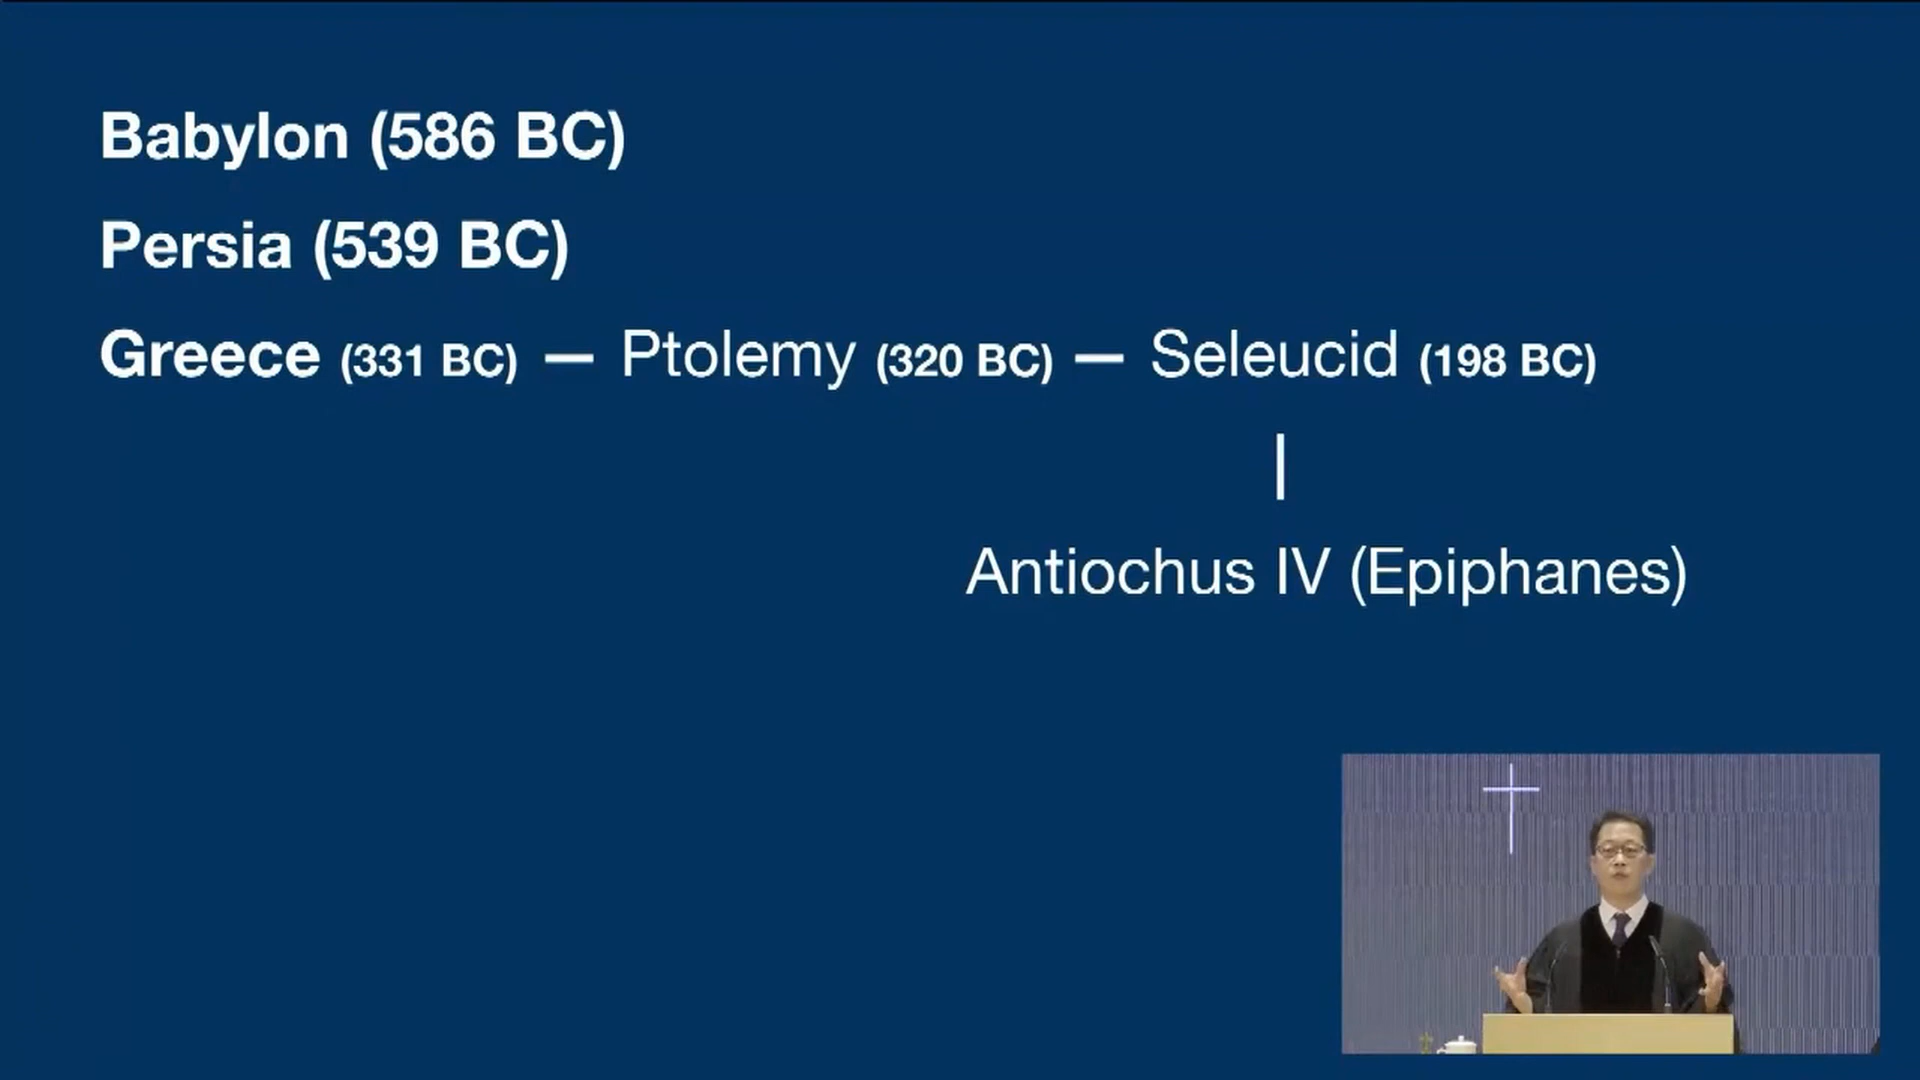 Babylon (586 BC)
Persia (539 BC)
Greece (331 BC) — Ptolemy (320 BC) — Seleucid (198 BC)
|
Antiochus IV (Epiphanes)